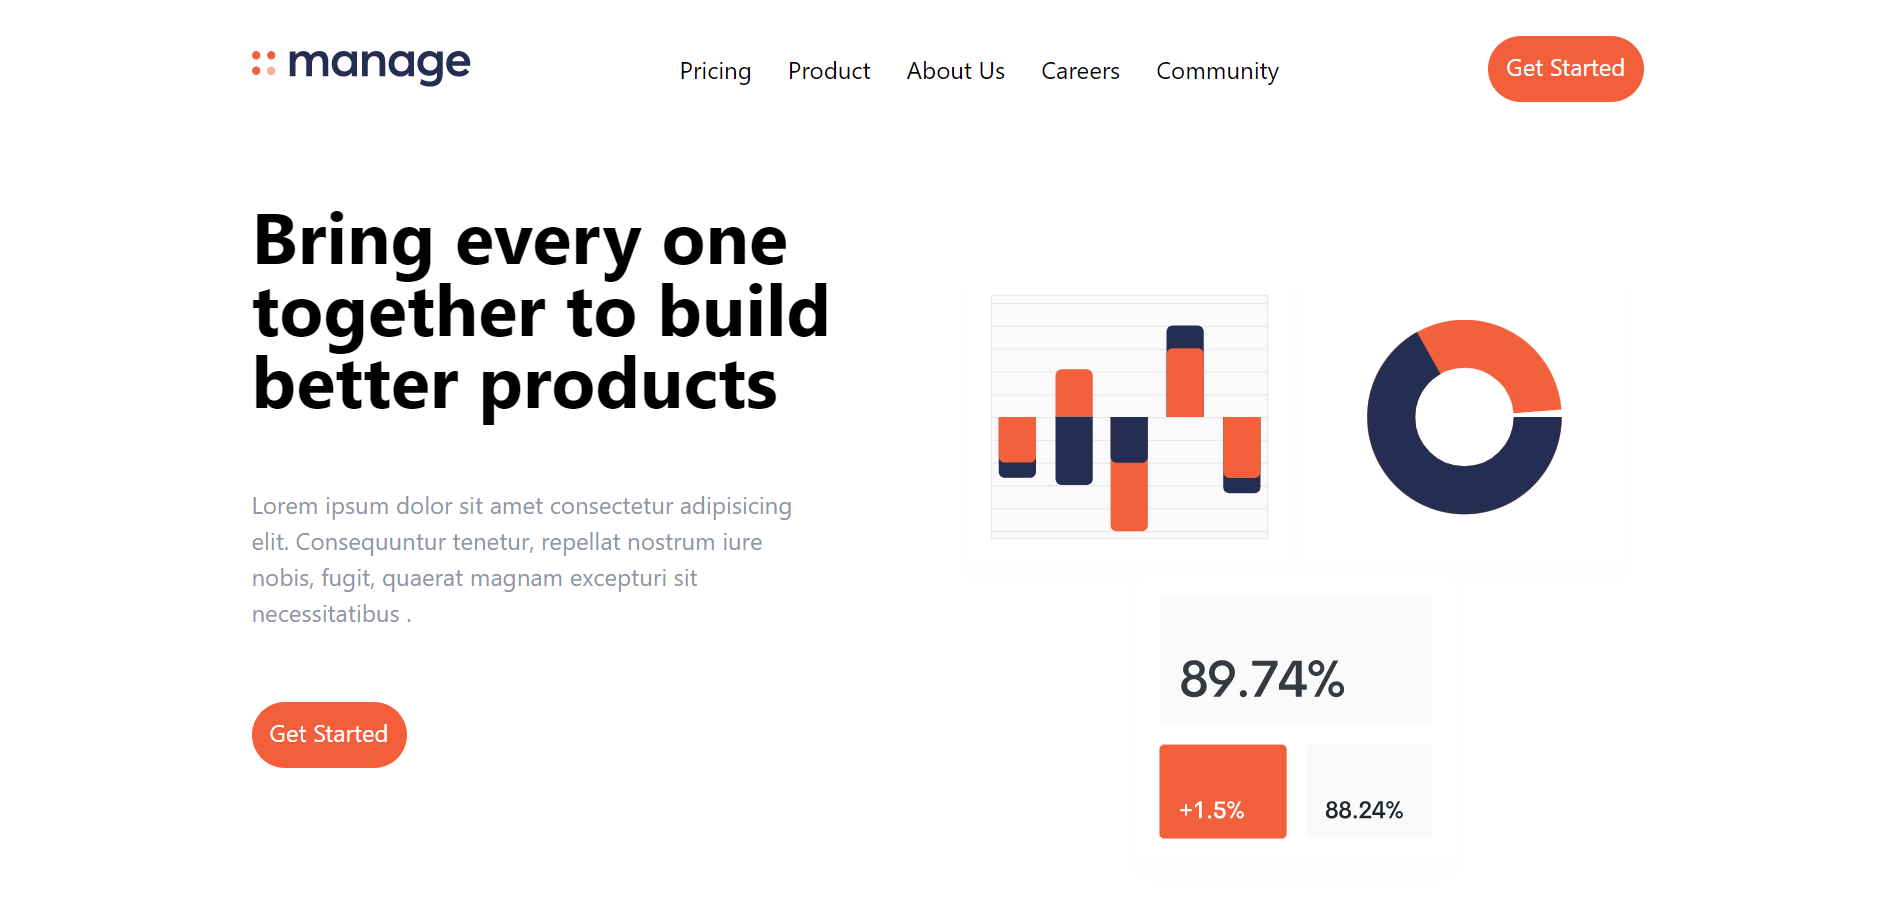 manage
Pricing Product About Us Careers Community
Get Started
Bring every one
together to build
better products
Lorem ipsum dolor sit amet consectetur adipisicing
elit. Consequuntur tenetur, repellat nostrum iure
nobis, fugit, quaerat magnam excepturi sit
necessitatibus .
Get Started
89.74%
+1.5% 88.24%